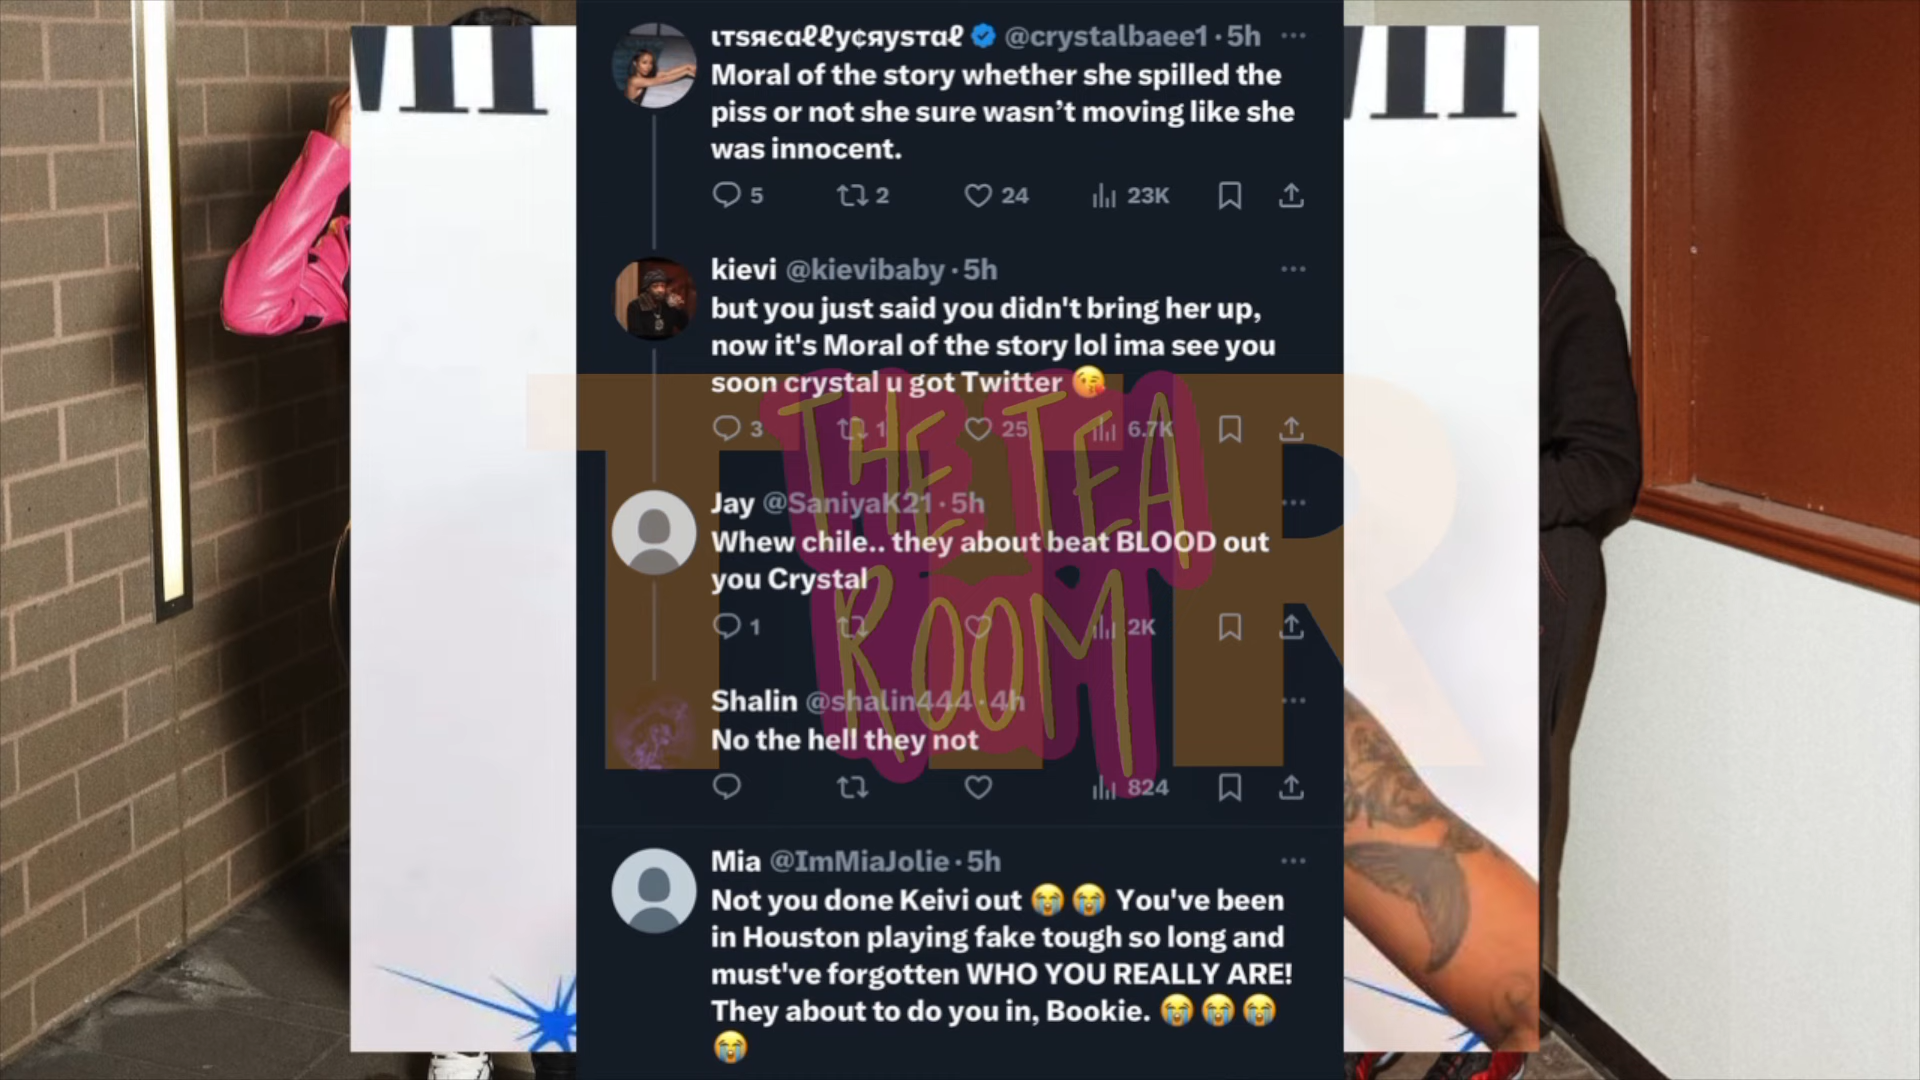 ιтѕяєαℓℓу¢яуѕтαℓ @crystalbaee1 · 5h
Moral of the story whether she spilled the
piss or not she sure wasn’t moving like she
was innocent.
5 2 24 23K
kievi @kievibaby · 5h
but you just said you didn't bring her up,
now it's Moral of the story lol ima see you
soon crystal u got Twitter 😘
3 1 25 6.7K
Jay @SaniyaK21 · 5h
Whew chile.. they about beat BLOOD out
you Crystal
1 2K
Shalin @shalin444 · 4h
No the hell they not
824
Mia @ImMiaJolie · 5h
Not you done Keivi out 😭😭 You've been
in Houston playing fake tough so long and
must've forgotten WHO YOU REALLY ARE!
They about to do you in, Bookie. 😭😭😭
😭
TTR
THE TEA
ROOM